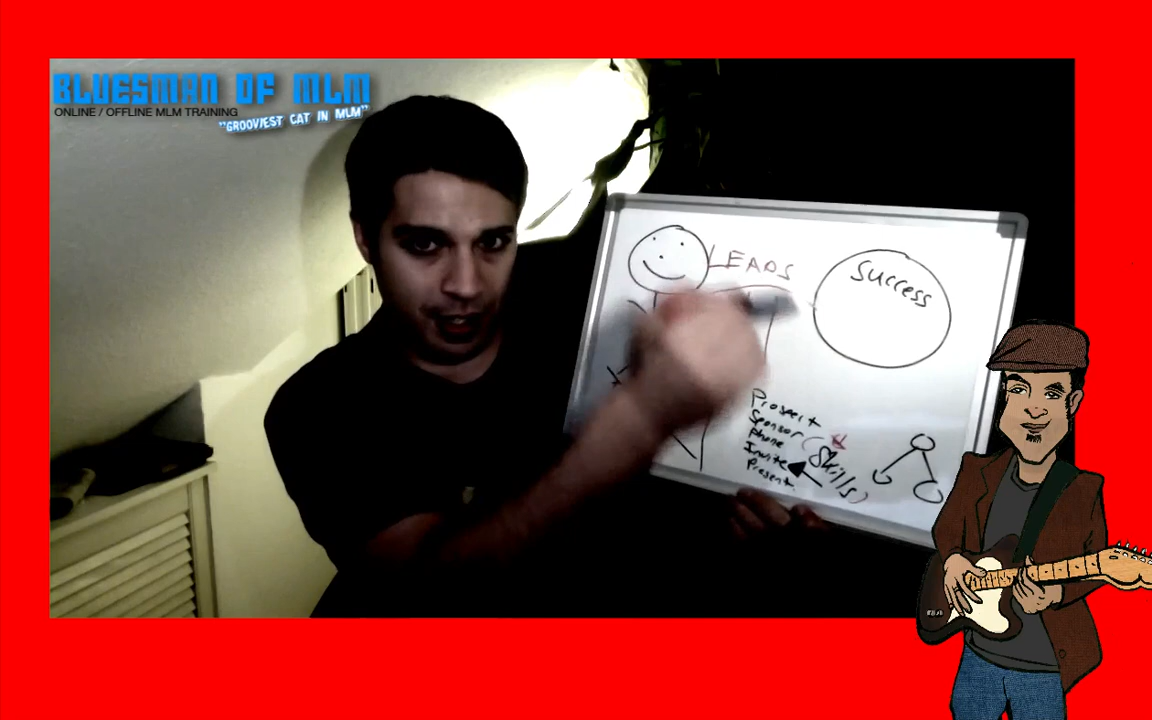 BLUESMAN OF MLM
ONLINE / OFFLINE MLM TRAINING
"GROOVIEST CAT IN MLM"
LEADS
Success
Prospect
Sponsor
Phone
Invite
Present
(Skills)